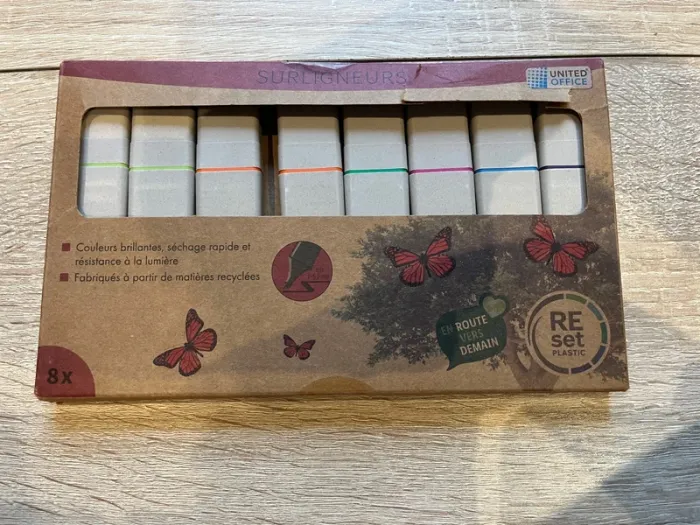 SURLIGNEURS
UNITED
OFFICE
Couleurs brillantes, séchage rapide et
résistance à la lumière
Fabriqués à partir de matières recyclées
EN ROUTE
VERS
DEMAIN
RE
set
PLASTIC
8x